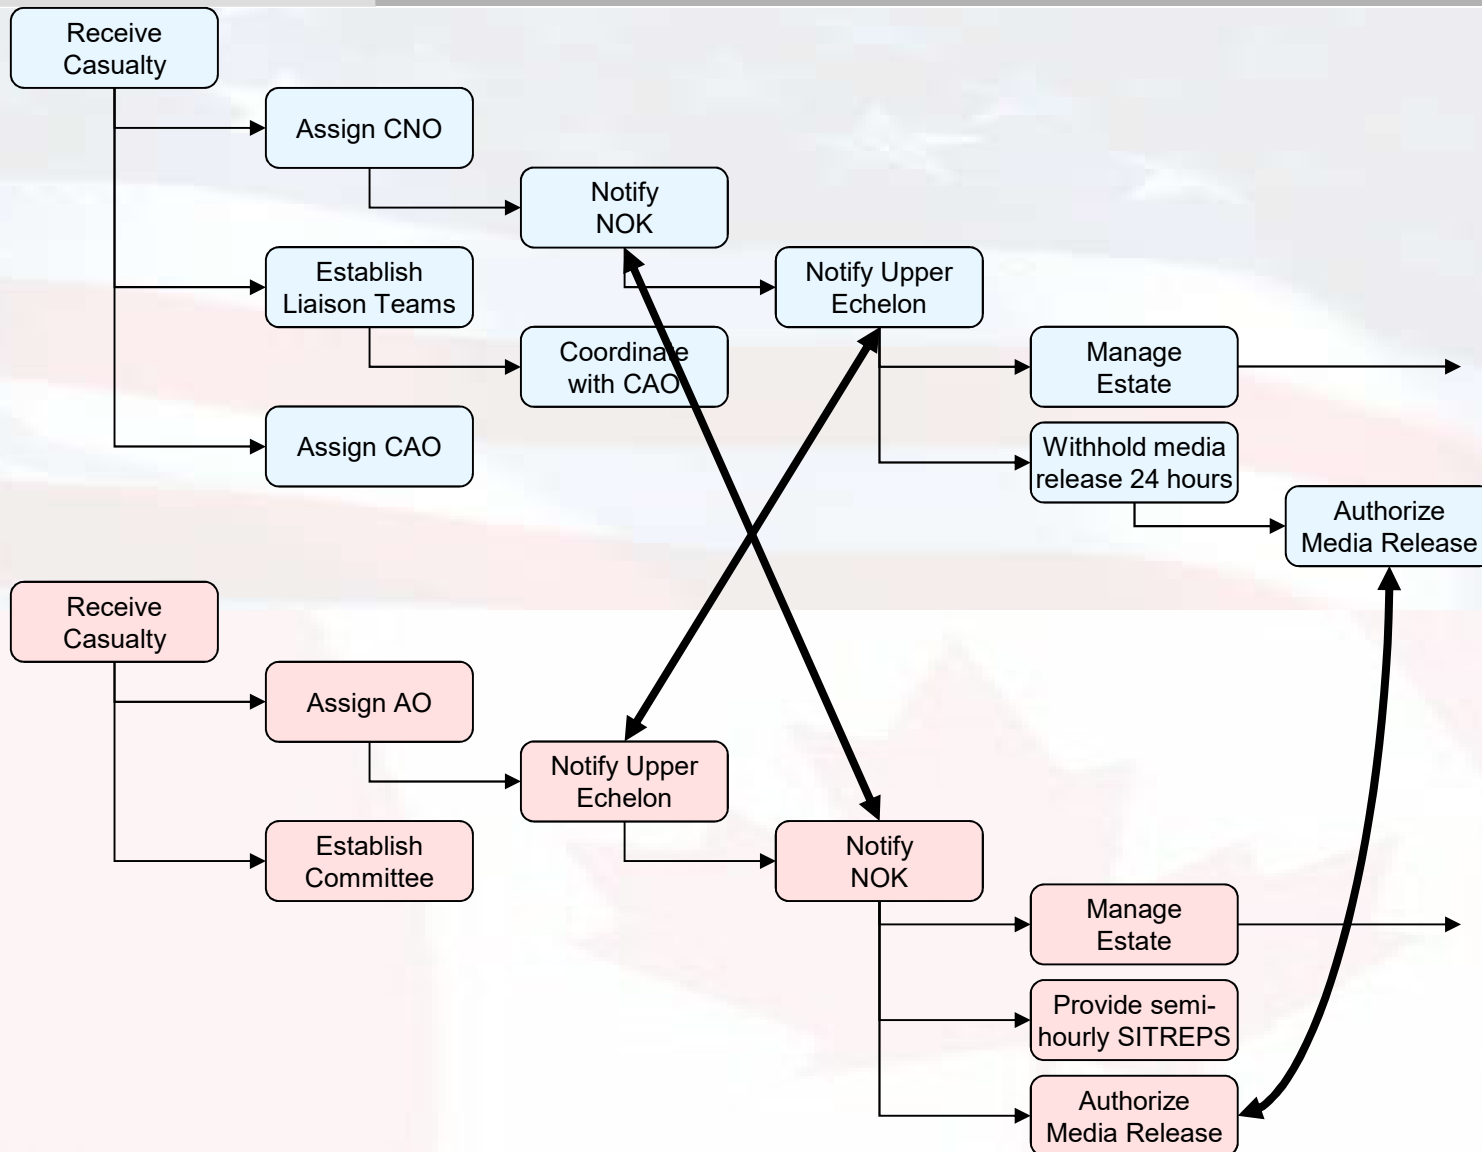 Receive
Casualty
Assign CNO
Notify
NOK
Establish
Liaison Teams
Notify Upper
Echelon
Coordinate
with CAO
Manage
Estate
Assign CAO
Withhold media
release 24 hours
Authorize
Media Release
Receive
Casualty
Assign AO
Notify Upper
Echelon
Establish
Committee
Notify
NOK
Manage
Estate
Provide semi-
hourly SITREPS
Authorize
Media Release